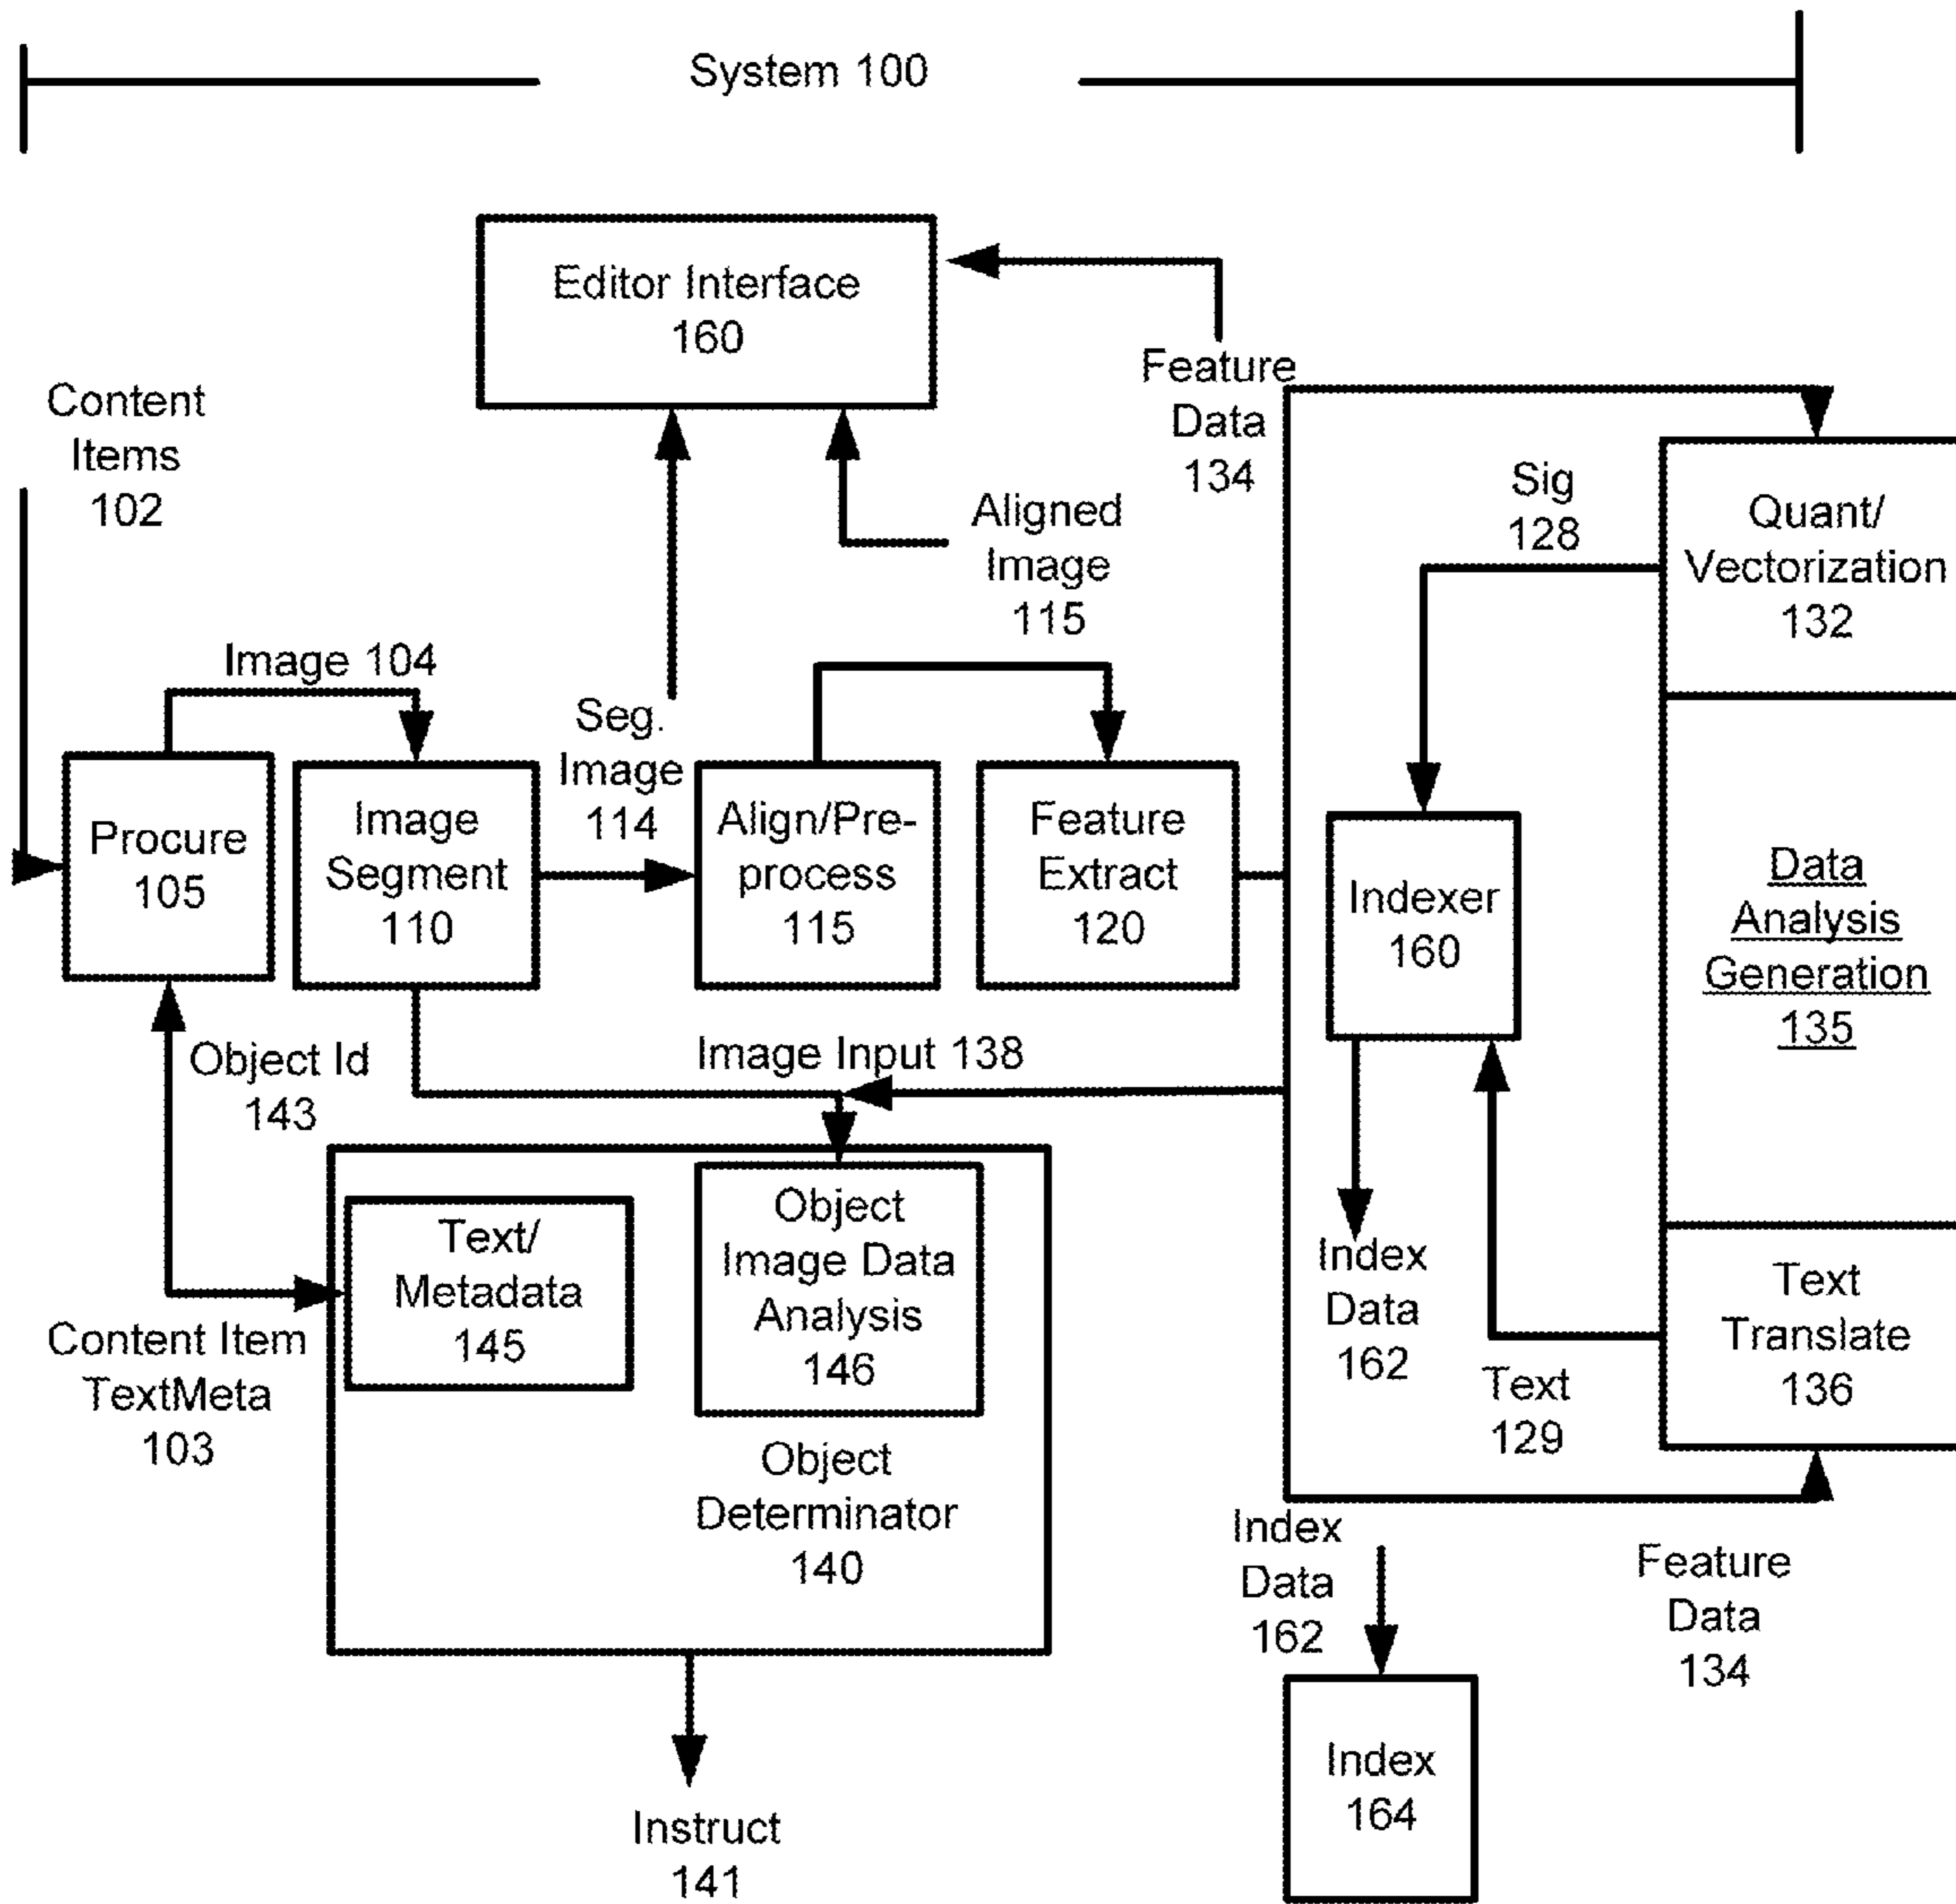 System 100
Editor Interface
160
Content
Items
102
Feature
Data
134
Aligned
Image
115
Sig
128
Quant/
Vectorization
132
Image 104
Seg.
Image
114
Procure
105
Image
Segment
110
Align/Pre-
process
115
Feature
Extract
120
Indexer
160
Data
Analysis
Generation
135
Object Id
143
Image Input 138
Text/
Metadata
145
Object
Image Data
Analysis
146
Content Item
TextMeta
103
Object
Determinator
140
Index
Data
162
Text
129
Text
Translate
136
Index
Data
162
Feature
Data
134
Index
164
Instruct
141